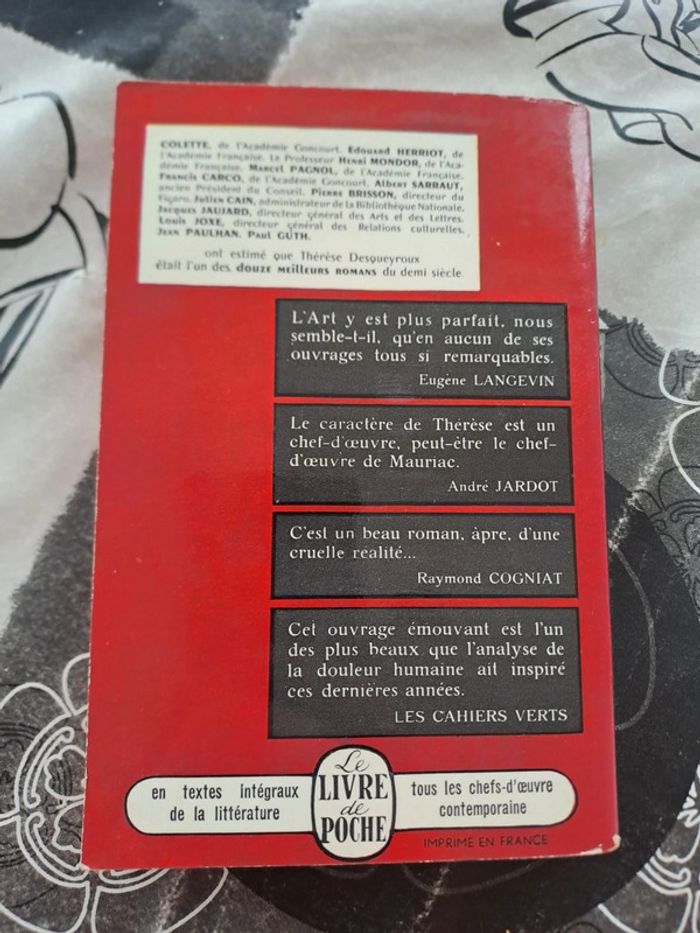 COLETTE, de l'Académie Goncourt. Edouard HERRIOT, de
l'Académie Française. Le Professeur Henri MONDOR, de l'Aca-
démie Française. Marcel PAGNOL, de l'Académie Française.
Francis CARCO, de l'Académie Goncourt. Albert SARRAUT,
ancien Président du Conseil. Pierre BRISSON, directeur du
Figaro. Julien CAIN, administrateur de la Bibliothèque Nationale.
Jacques JAUJARD, directeur général des Arts et des Lettres.
Louis JOXE, directeur général des Relations culturelles.
Jean PAULHAN, Paul GUTH.
ont estimé que Thérèse Desqueyroux
était l'un des DOUZE MEILLEURS ROMANS du demi siècle.
L'Art y est plus parfait, nous
semble-t-il, qu'en aucun de ses
ouvrages tous si remarquables.
Eugène LANGEVIN
Le caractère de Thérèse est un
chef-d'œuvre, peut-être le chef-
d'œuvre de Mauriac.
André JARDOT
C'est un beau roman, âpre, d'une
cruelle réalité...
Raymond COGNIAT
Cet ouvrage émouvant est l'un
des plus beaux que l'analyse de
la douleur humaine ait inspiré
ces dernières années.
LES CAHIERS VERTS
en textes intégraux
de la littérature
Le
LIVRE
de
POCHE
tous les chefs-d'œuvre
contemporaine
IMPRIMÉ EN FRANCE